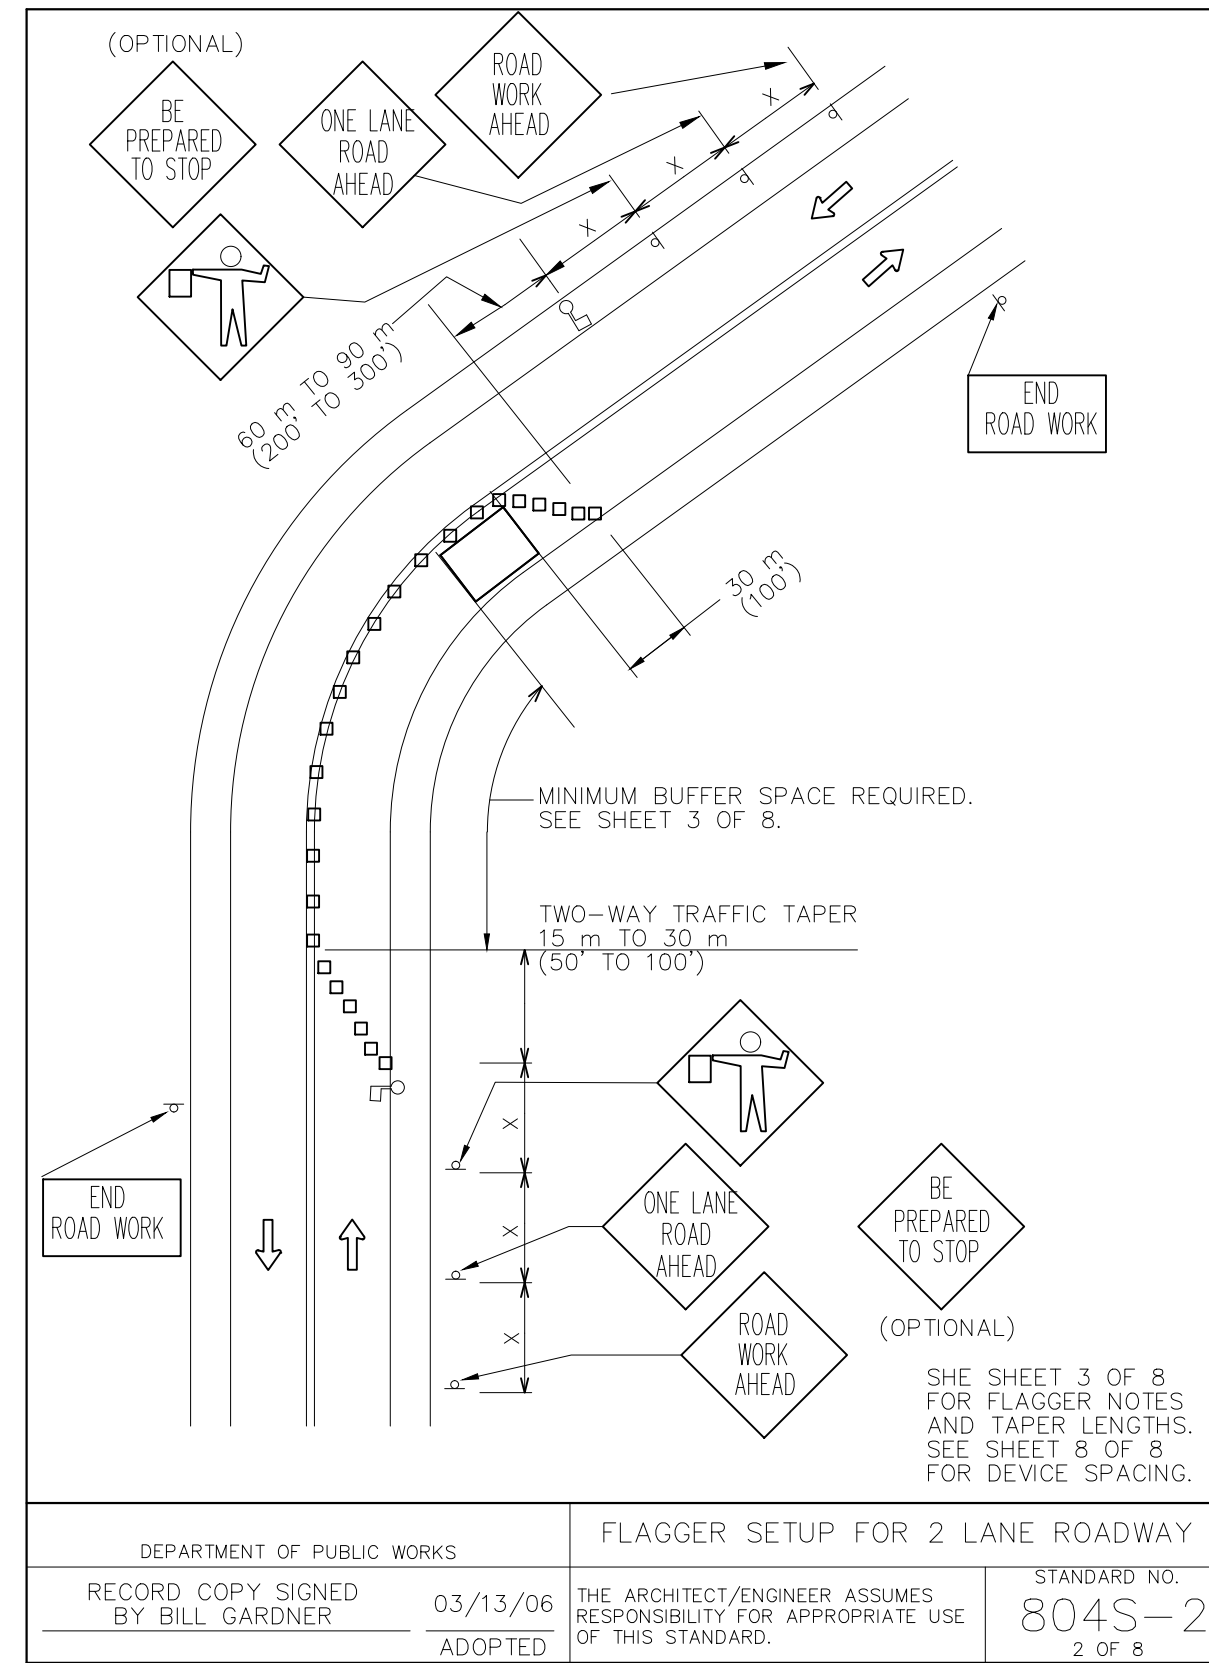 (OPTIONAL)
BE
PREPARED
TO STOP
ONE LANE
ROAD
AHEAD
ROAD
WORK
AHEAD
X
X
X
60 m TO 90 m
(200' TO 300')
END
ROAD WORK
30 m
(100')
MINIMUM BUFFER SPACE REQUIRED.
SEE SHEET 3 OF 8.
TWO-WAY TRAFFIC TAPER
15 m TO 30 m
(50' TO 100')
X
X
X
END
ROAD WORK
ONE LANE
ROAD
AHEAD
BE
PREPARED
TO STOP
(OPTIONAL)
ROAD
WORK
AHEAD
SHE SHEET 3 OF 8
FOR FLAGGER NOTES
AND TAPER LENGTHS.
SEE SHEET 8 OF 8
FOR DEVICE SPACING.
DEPARTMENT OF PUBLIC WORKS
FLAGGER SETUP FOR 2 LANE ROADWAY
RECORD COPY SIGNED
BY BILL GARDNER
03/13/06
ADOPTED
THE ARCHITECT/ENGINEER ASSUMES
RESPONSIBILITY FOR APPROPRIATE USE
OF THIS STANDARD.
STANDARD NO.
804S-2
2 OF 8